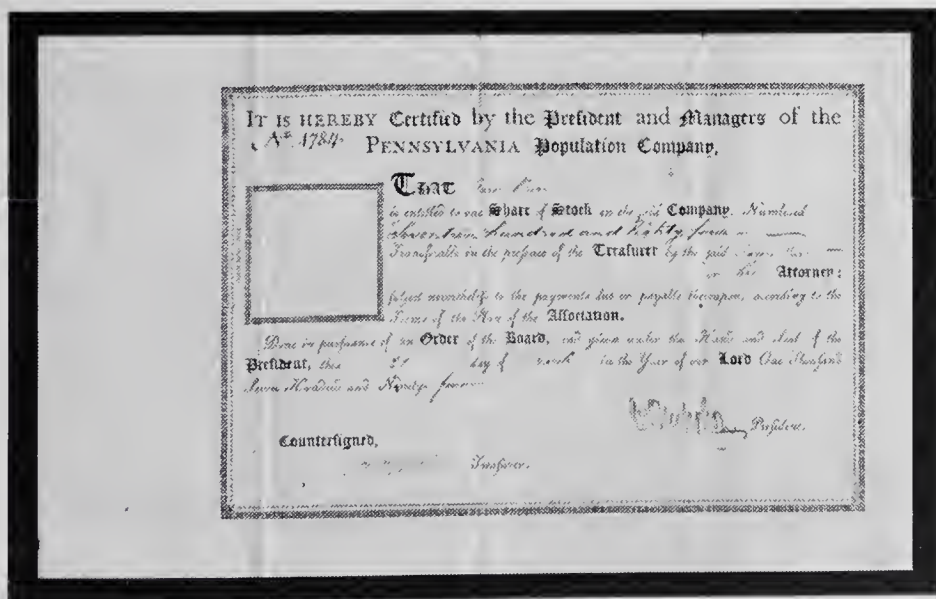 IT IS HEREBY Certified by the President and Managers of the
No. 1784 PENNSYLVANIA Population Company,
THAT
is entitled to one Share of Stock in the said Company. Numbered
Seventeen hundred and Eighty four
Transferable in the presence of the Treasurer by the said
or his Attorney;
subject nevertheless to the payments due or payable thereupon, according to the
Terms of the Plan of the Association.
Done in pursuance of an Order of the Board, and given under the Hand and Seal of the
President, this day of in the Year of our Lord One Thousand
Seven Hundred and Ninety
President.
Countersigned,
Treasurer.